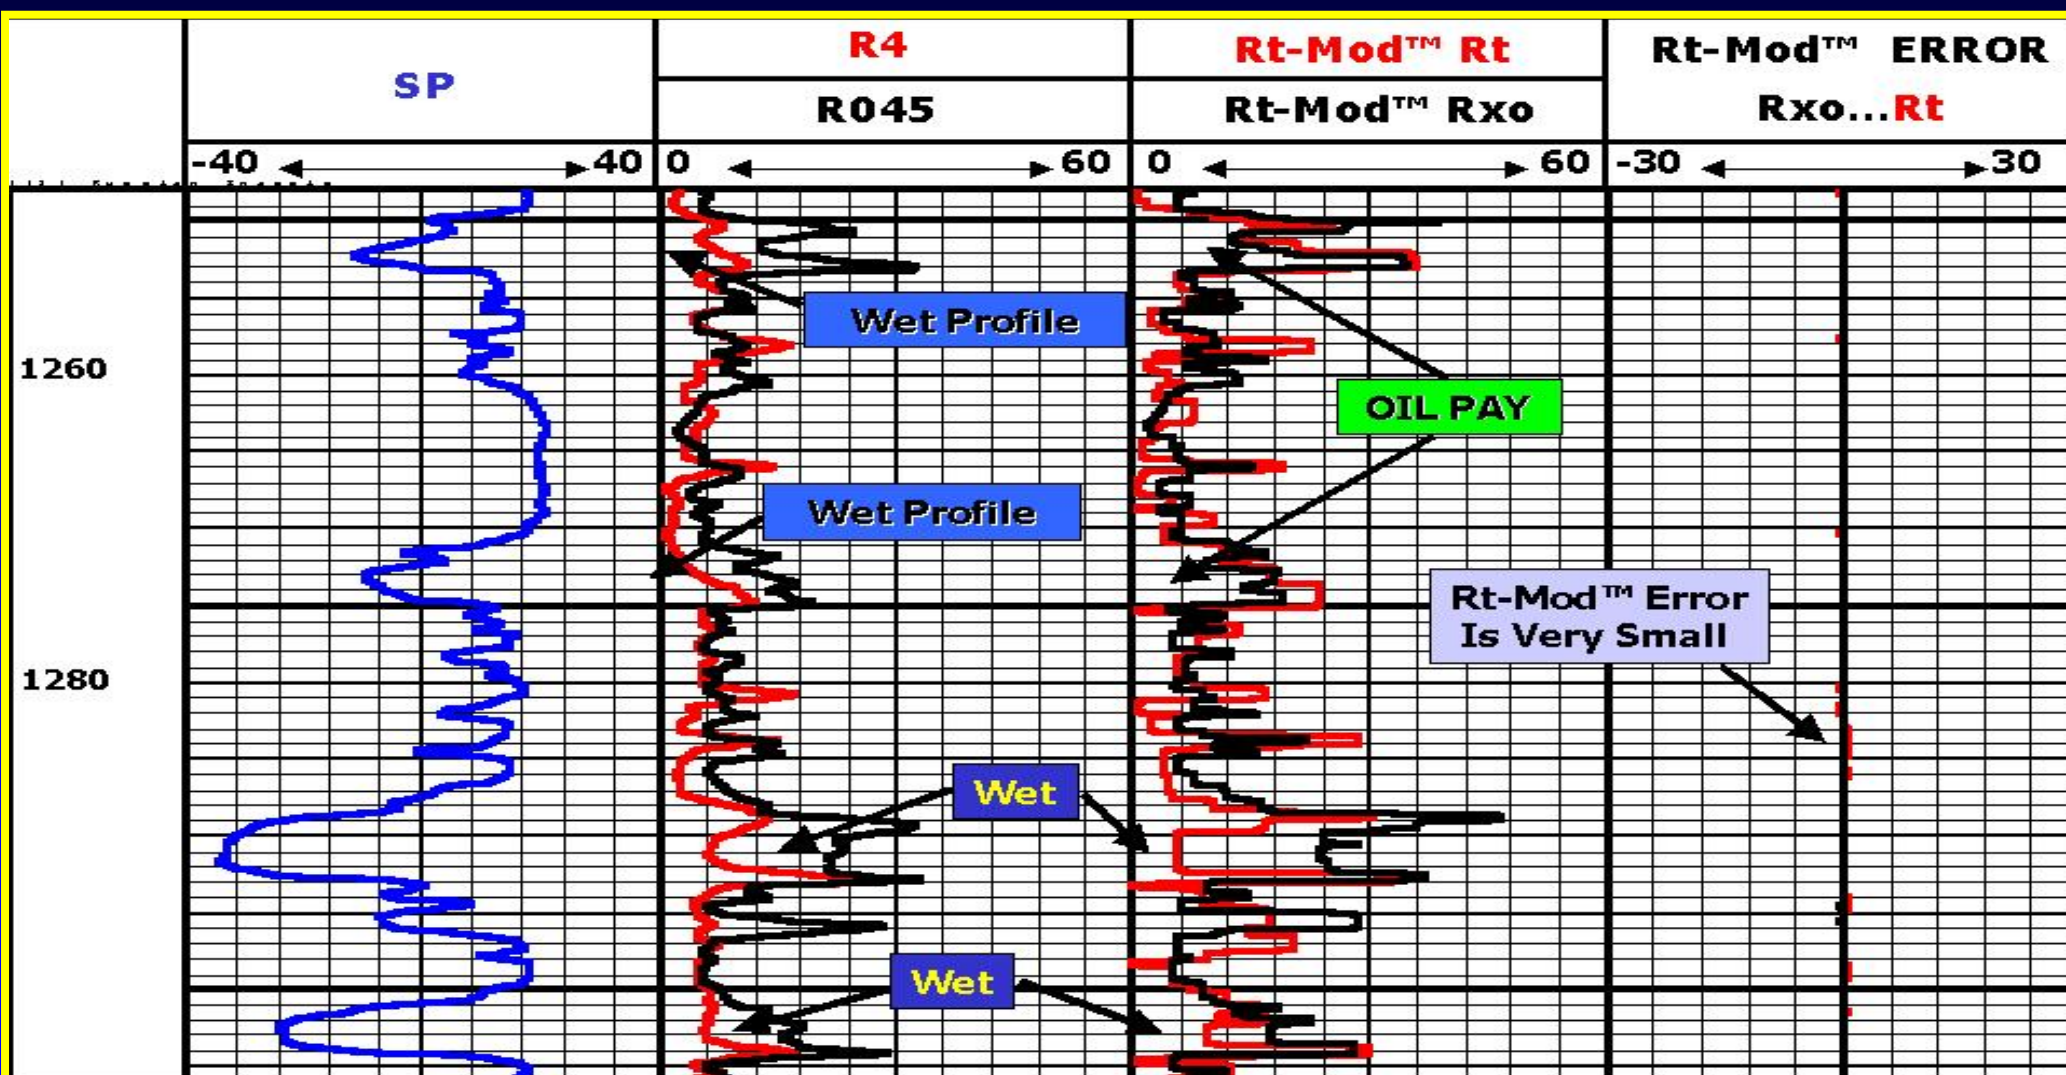 SP
R4
R045
Rt-Mod™ Rt
Rt-Mod™ Rxo
Rt-Mod™ ERROR
Rxo...Rt
-40 40
0 60
0 60
-30 30
Wet Profile
1260
OIL PAY
Wet Profile
Rt-Mod™ Error
Is Very Small
1280
Wet
Wet